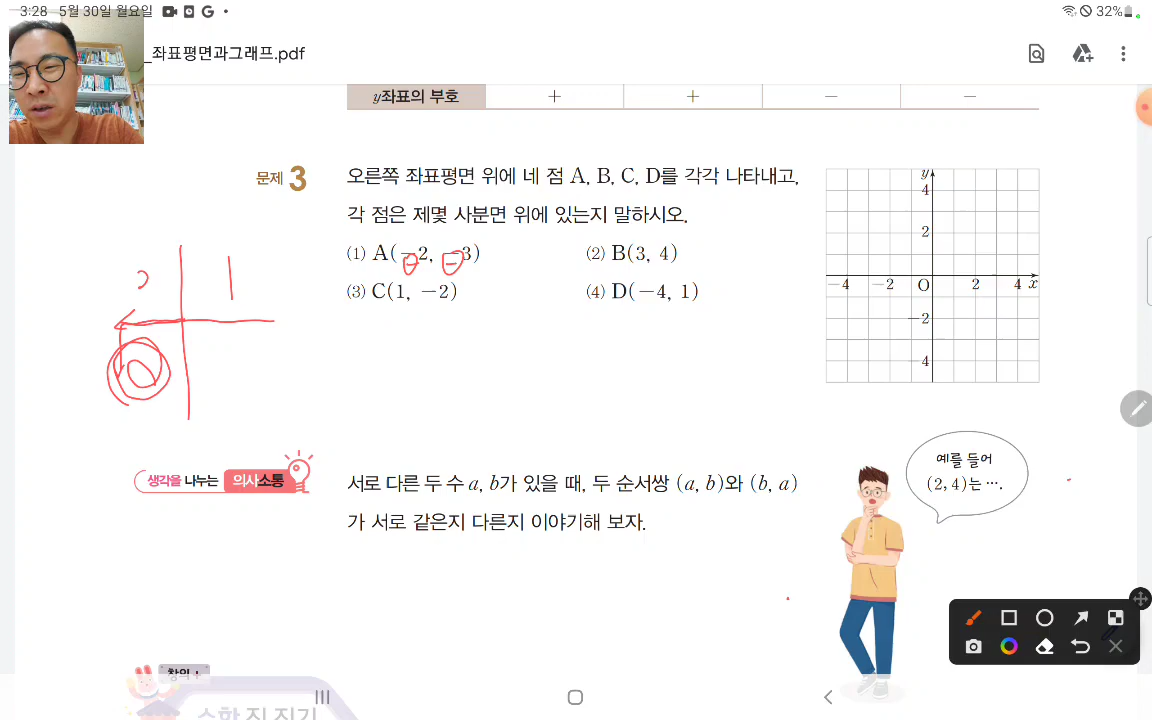 3:28 5월 30일 월요일
32%
_좌표평면과그래프.pdf
y좌표의 부호 + + − −
문제 3
오른쪽 좌표평면 위에 네 점 A, B, C, D를 각각 나타내고,
각 점은 제몇 사분면 위에 있는지 말하시오.
(1) A(−2, −3) (2) B(3, 4)
(3) C(1, −2) (4) D(−4, 1)
y
4
2
−4 −2 O 2 4 x
−2
−4
1
생각을 나누는 의사소통
서로 다른 두 수 a, b가 있을 때, 두 순서쌍 (a, b)와 (b, a)
가 서로 같은지 다른지 이야기해 보자.
예를 들어
(2, 4)는 ….
창의 +